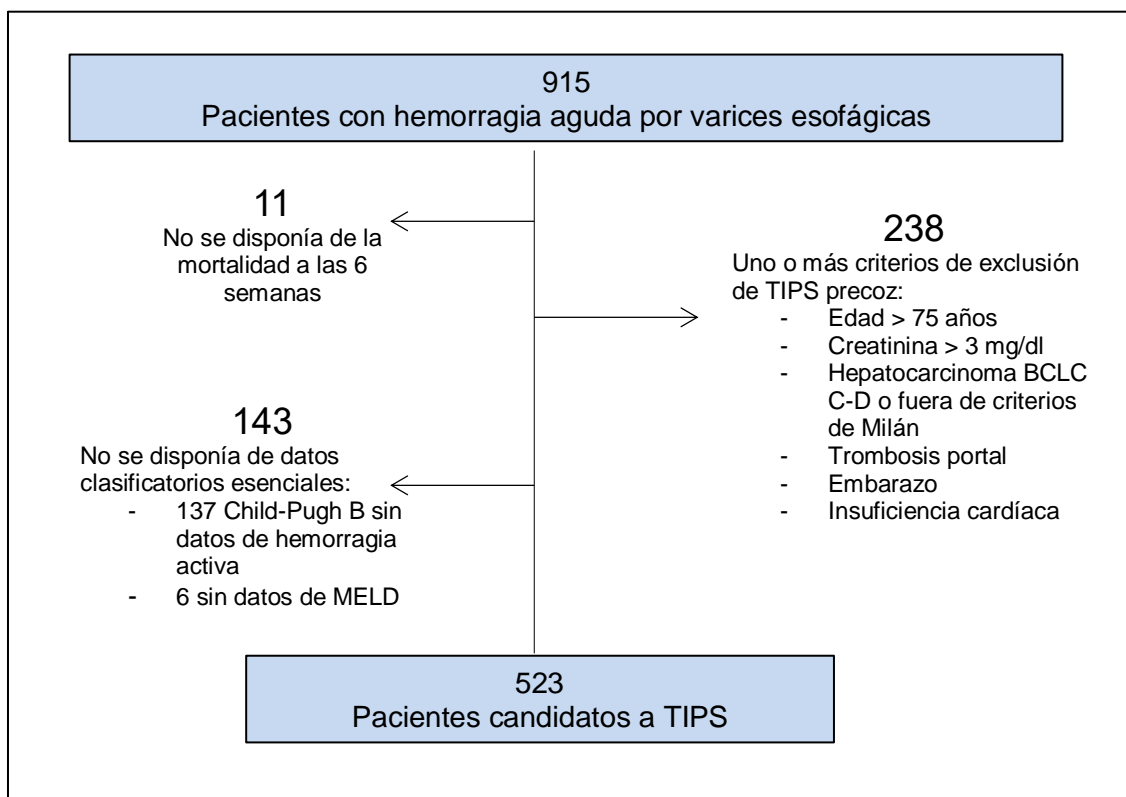 915
Pacientes con hemorragia aguda por varices esofágicas
11
No se disponía de la
mortalidad a las 6
semanas
238
Uno o más criterios de exclusión
de TIPS precoz:
- Edad > 75 años
- Creatinina > 3 mg/dl
- Hepatocarcinoma BCLC
C-D o fuera de criterios
de Milán
- Trombosis portal
- Embarazo
- Insuficiencia cardíaca
143
No se disponía de datos
clasificatorios esenciales:
- 137 Child-Pugh B sin
datos de hemorragia
activa
- 6 sin datos de MELD
523
Pacientes candidatos a TIPS